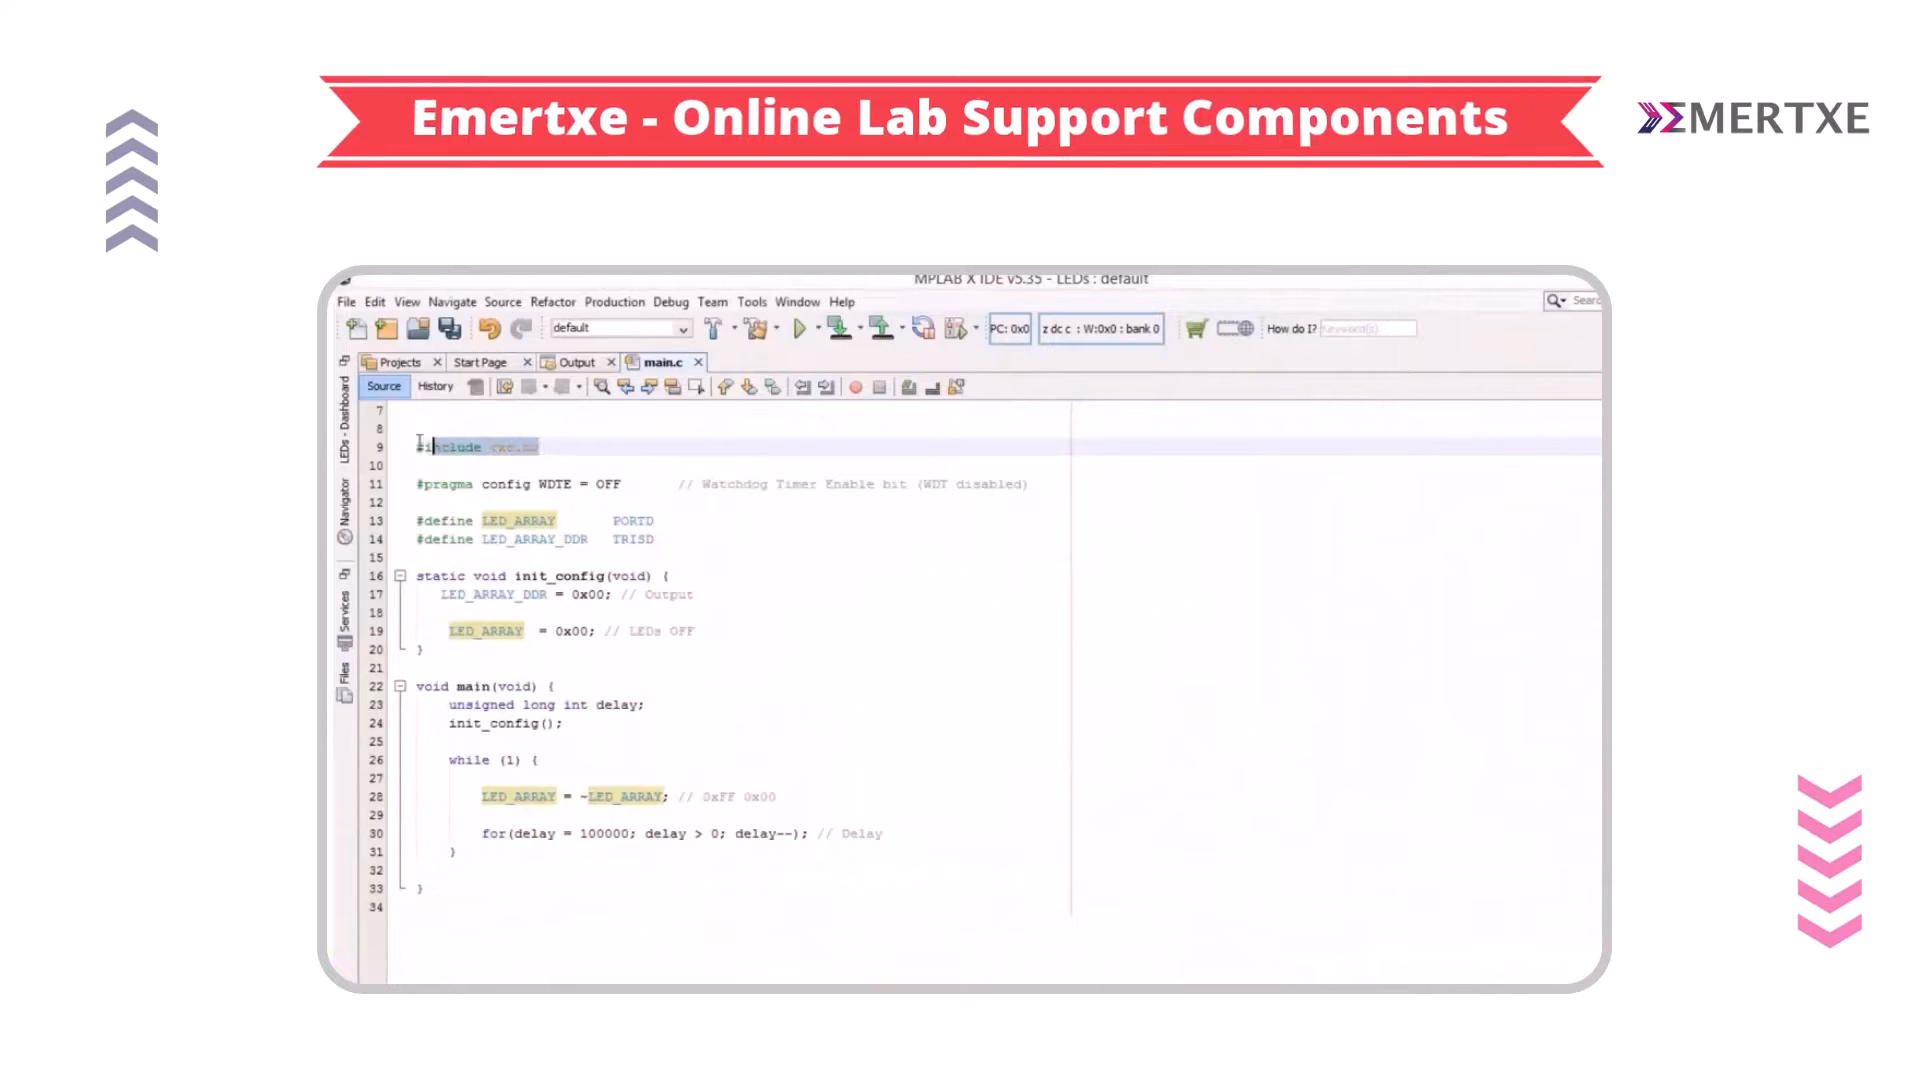 Emertxe - Online Lab Support Components
EMERTXE
MPLAB X IDE v5.35 - LEDs : default
File Edit View Navigate Source Refactor Production Debug Team Tools Window Help
default
PC: 0x0
z dc c : W:0x0 : bank 0
How do I? Keyword(s)
Projects
Start Page
Output
main.c
Source History
LEDs - Dashboard
Navigator
Services
Files
7
8
9 #include
10
11 #pragma config WDTE = OFF // Watchdog Timer Enable bit (WDT disabled)
12
13 #define LED_ARRAY PORTD
14 #define LED_ARRAY_DDR TRISD
15
16 static void init_config(void) {
17 LED_ARRAY_DDR = 0x00; // Output
18
19 LED_ARRAY = 0x00; // LEDs OFF
20 }
21
22 void main(void) {
23 unsigned long int delay;
24 init_config();
25
26 while (1) {
27
28 LED_ARRAY = ~LED_ARRAY; // 0xFF 0x00
29
30 for(delay = 100000; delay > 0; delay--); // Delay
31 }
32
33 }
34